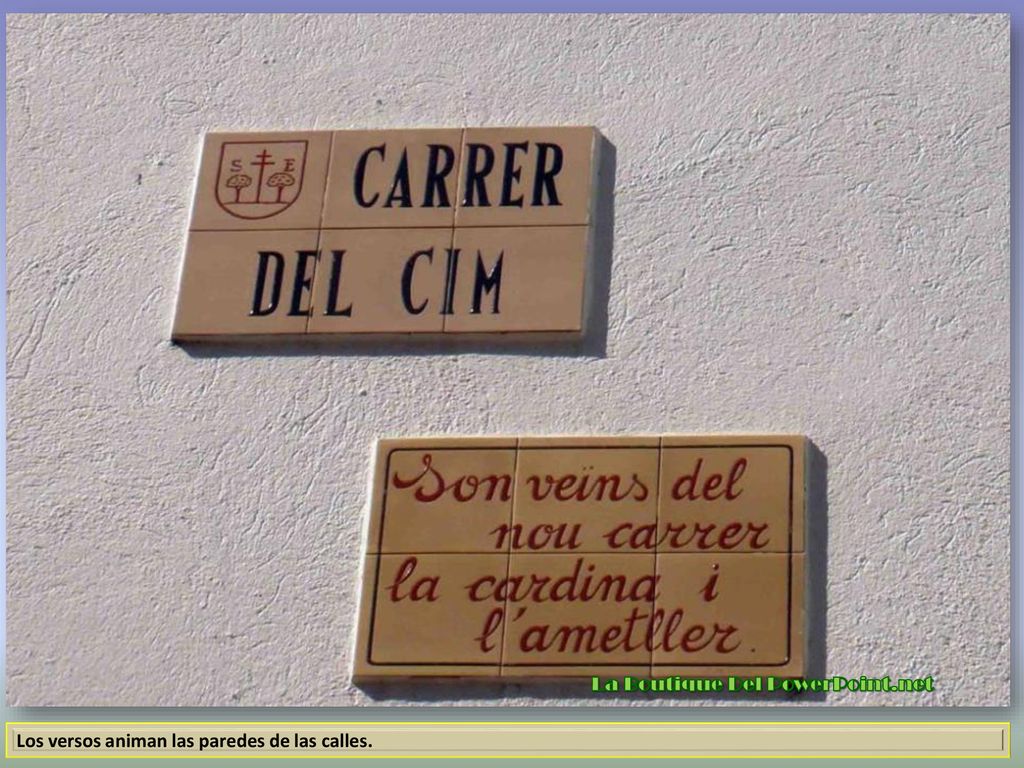 S E
CARRER
DEL CIM
Son veïns del
nou carrer
la cardina i
l'ametller.
La Boutique Del PowerPoint.net
Los versos animan las paredes de las calles.